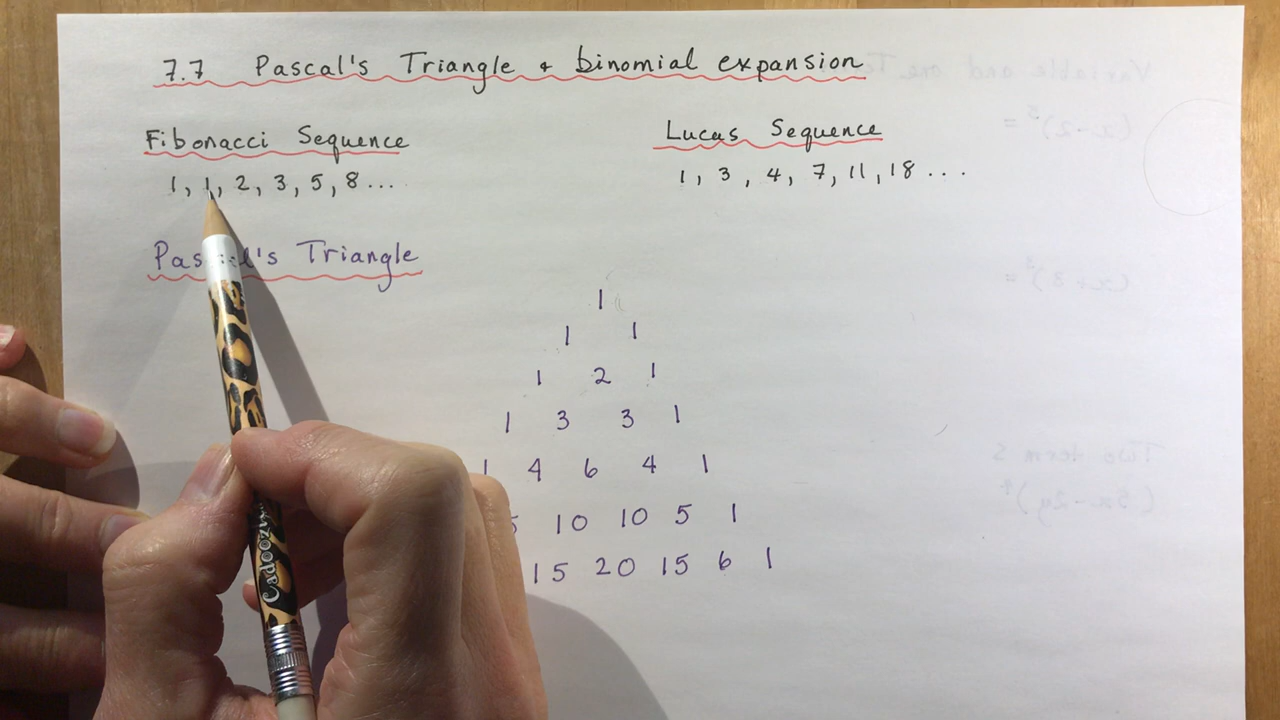 7.7 Pascal's Triangle + binomial expansion
Fibonacci Sequence
1, 1, 2, 3, 5, 8...
Lucas Sequence
1, 3, 4, 7, 11, 18...
Pascal's Triangle
1
1 1
1 2 1
1 3 3 1
1 4 6 4 1
5 10 10 5 1
15 20 15 6 1
Cadoozl